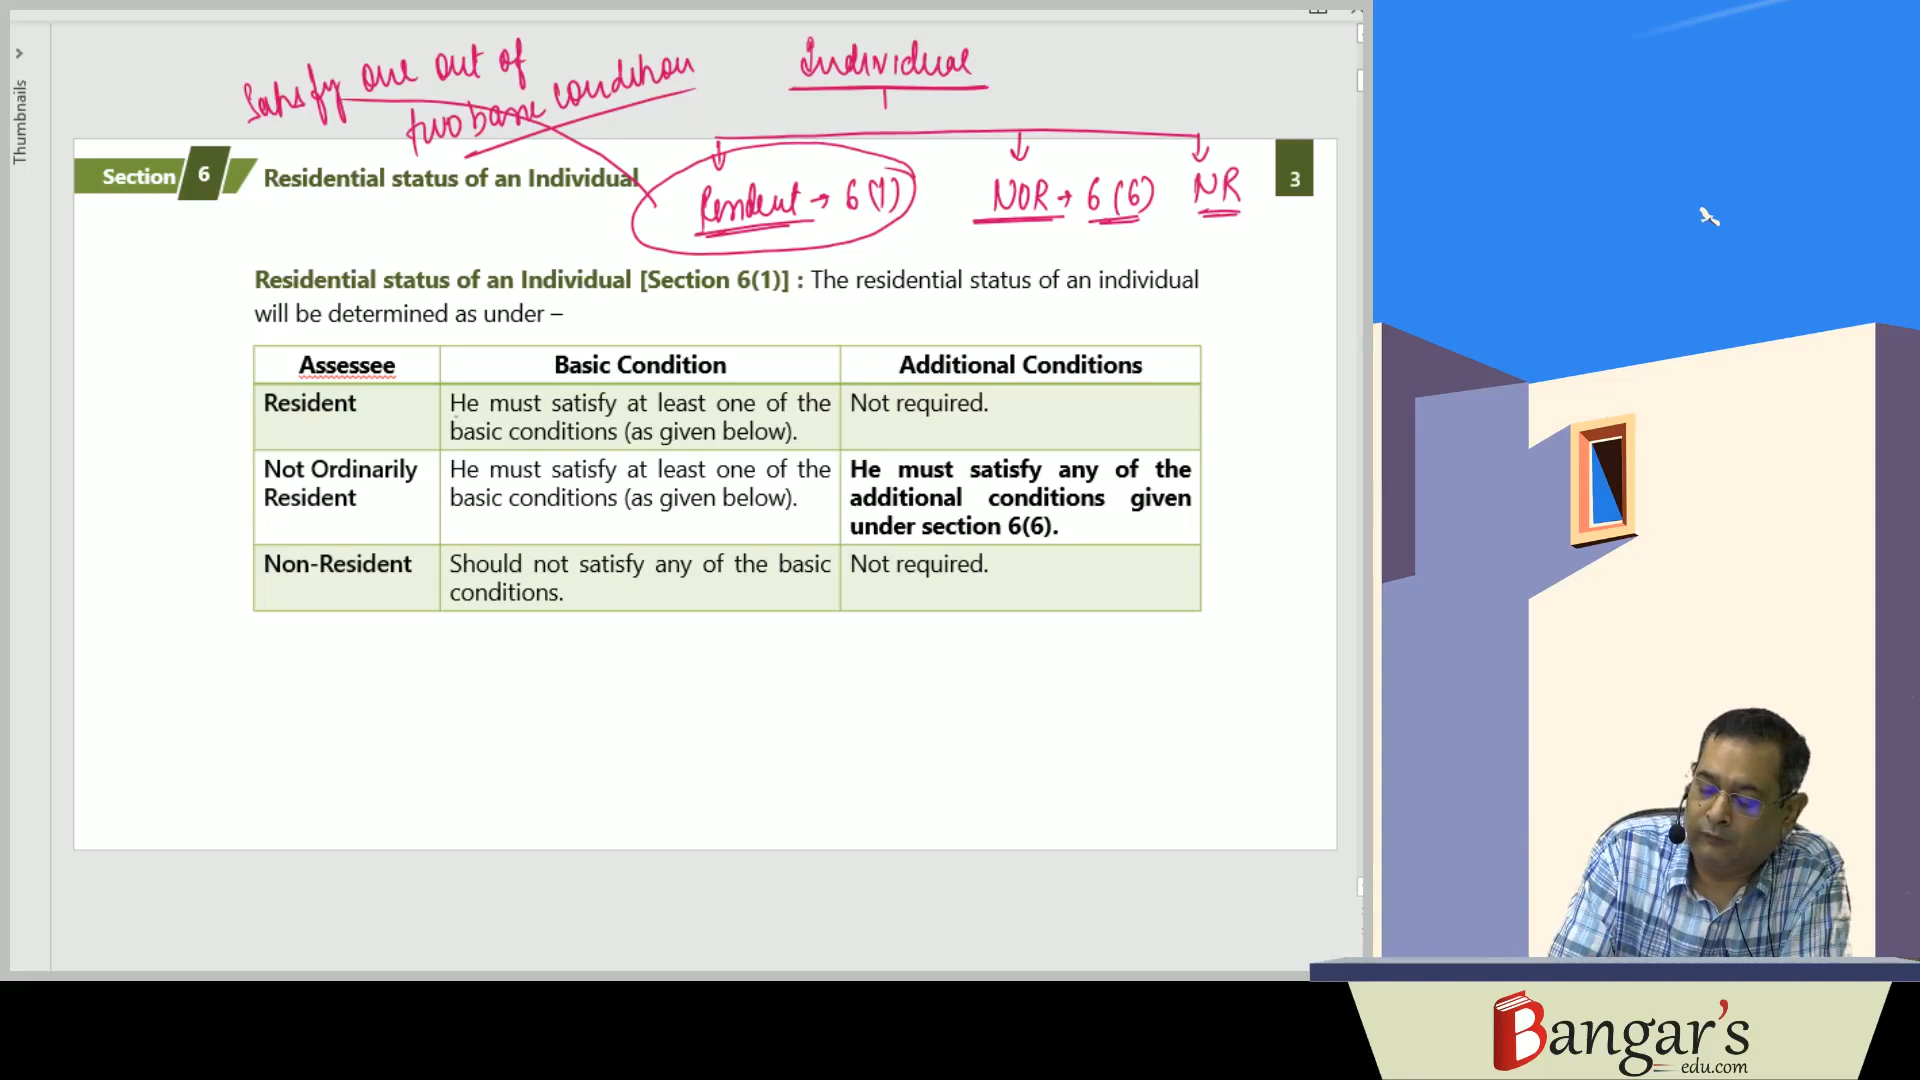 Thumbnails
Satisfy one out of
two basic condition
Individual
Section 6 Residential status of an Individual
Resident → 6(1)
NOR → 6(6)
NR
3
Residential status of an Individual [Section 6(1)] : The residential status of an individual
will be determined as under –
Assessee Basic Condition Additional Conditions
Resident He must satisfy at least one of the Not required.
basic conditions (as given below).
Not Ordinarily He must satisfy at least one of the He must satisfy any of the
Resident basic conditions (as given below). additional conditions given
under section 6(6).
Non-Resident Should not satisfy any of the basic Not required.
conditions.
Bangar's
edu.com